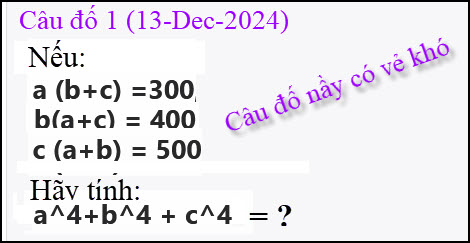 Câu đố 1 (13-Dec-2024)
Nếu:
a (b+c) =300,
b(a+c) = 400
c (a+b) = 500
Câu đố nầy có vẻ khó
Hãy tính:
a^4+b^4 + c^4 = ?